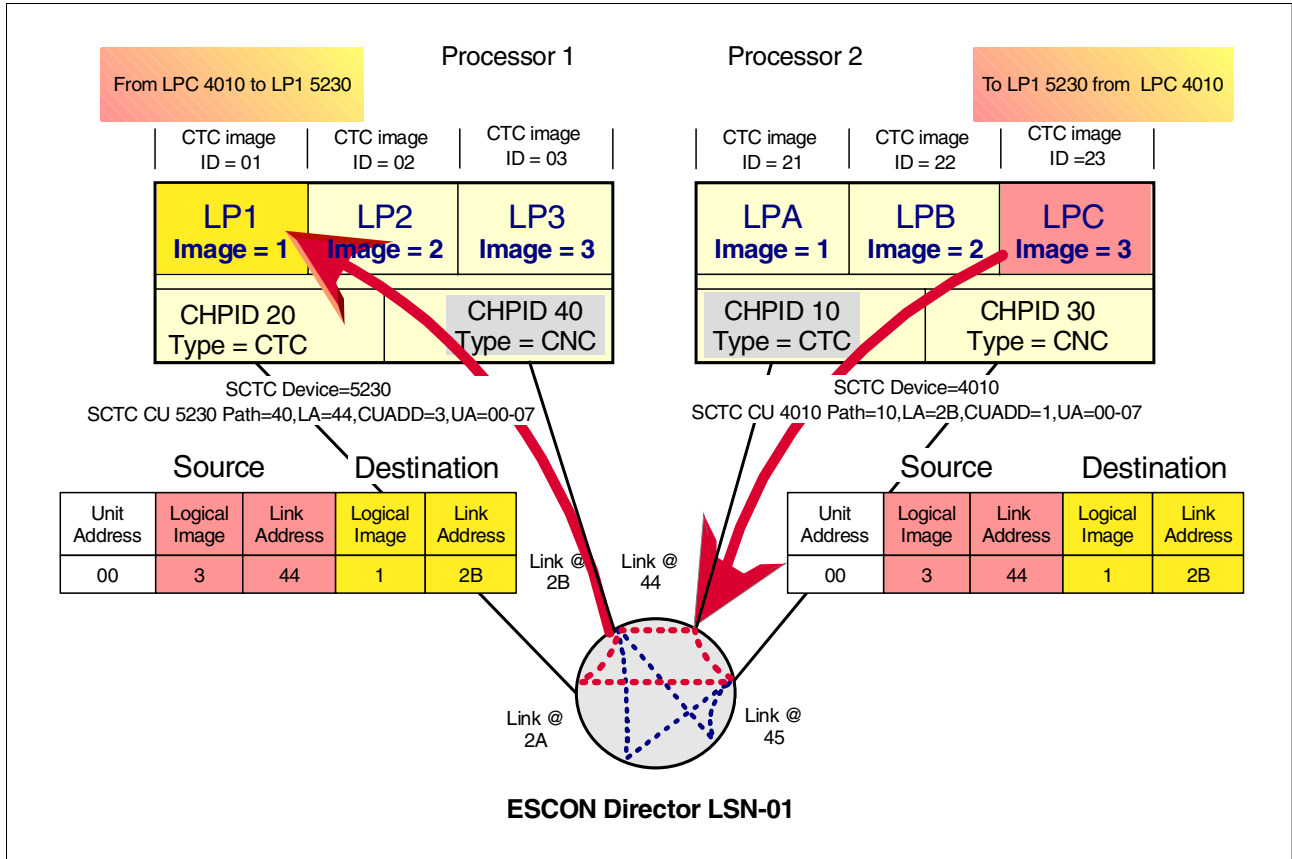 Processor 1
Processor 2
From LPC 4010 to LP1 5230
To LP1 5230 from LPC 4010
CTC image
ID = 01
CTC image
ID = 02
CTC image
ID = 03
CTC image
ID = 21
CTC image
ID = 22
CTC image
ID =23
LP1
Image = 1
LP2
Image = 2
LP3
Image = 3
LPA
Image = 1
LPB
Image = 2
LPC
Image = 3
CHPID 20
Type = CTC
CHPID 40
Type = CNC
CHPID 10
Type = CTC
CHPID 30
Type = CNC
SCTC Device=5230
SCTC CU 5230 Path=40,LA=44,CUADD=3,UA=00-07
SCTC Device=4010
SCTC CU 4010 Path=10,LA=2B,CUADD=1,UA=00-07
Source Destination
Unit Address Logical Image Link Address Logical Image Link Address
00 3 44 1 2B
Source Destination
Unit Address Logical Image Link Address Logical Image Link Address
00 3 44 1 2B
Link @
2B
Link @
44
Link @
2A
Link @
45
ESCON Director LSN-01